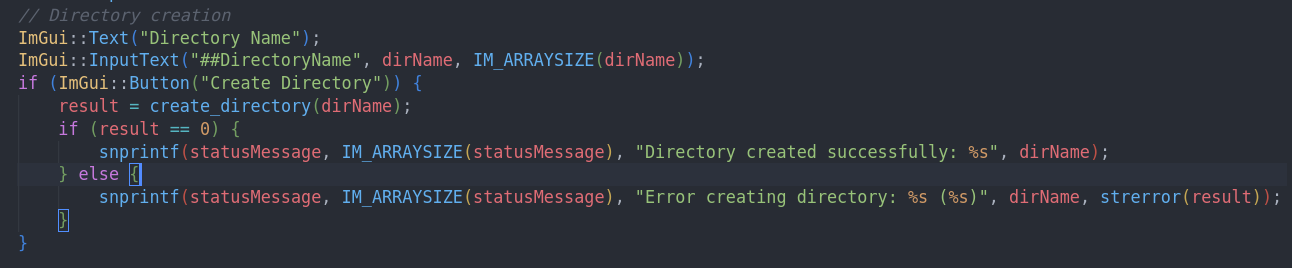 // Directory creation
ImGui::Text("Directory Name");
ImGui::InputText("##DirectoryName", dirName, IM_ARRAYSIZE(dirName));
if (ImGui::Button("Create Directory")) {
    result = create_directory(dirName);
    if (result == 0) {
        snprintf(statusMessage, IM_ARRAYSIZE(statusMessage), "Directory created successfully: %s", dirName);
    } else {
        snprintf(statusMessage, IM_ARRAYSIZE(statusMessage), "Error creating directory: %s (%s)", dirName, strerror(result));
    }
}